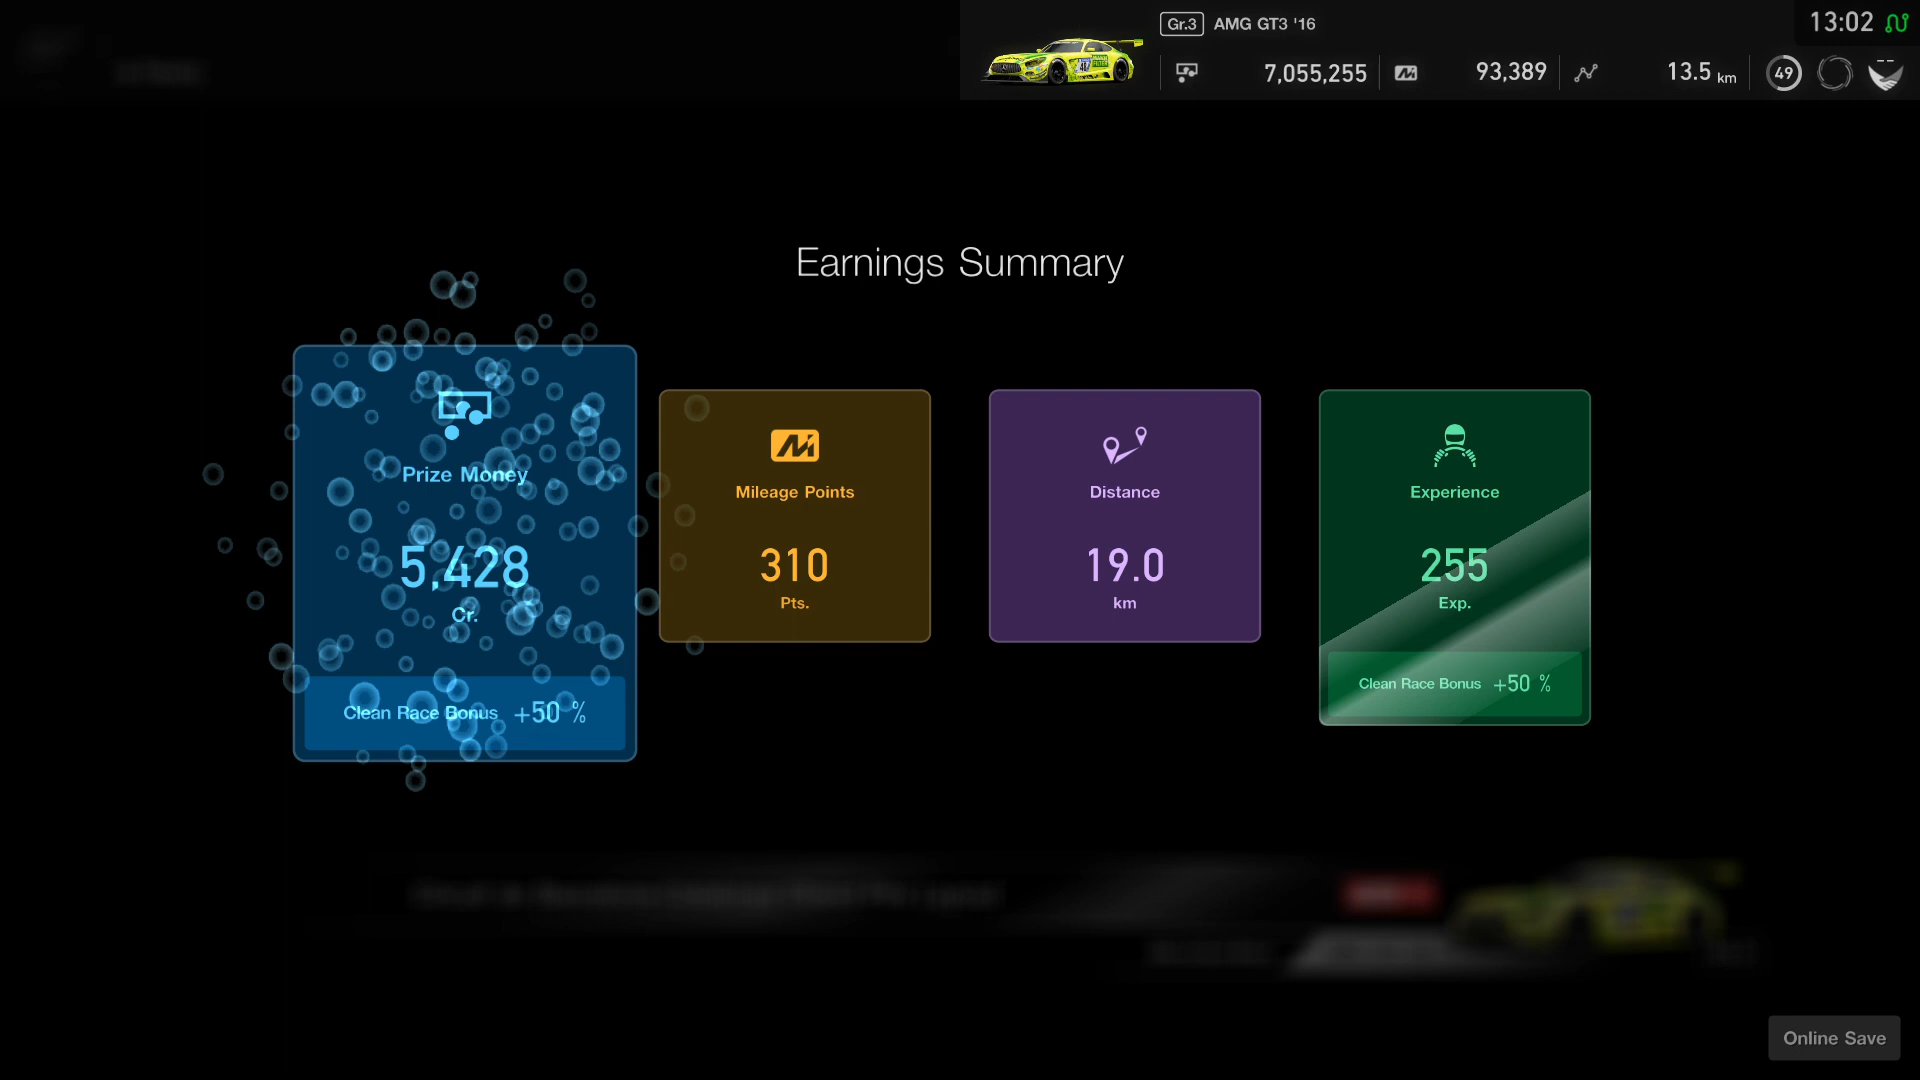 Gr.3 AMG GT3 '16
13:02
7,055,255
93,389
13.5 km
49
Earnings Summary
Prize Money
5,428
Cr.
Clean Race Bonus +50 %
Mileage Points
310
Pts.
Distance
19.0
km
Experience
255
Exp.
Clean Race Bonus +50 %
Online Save